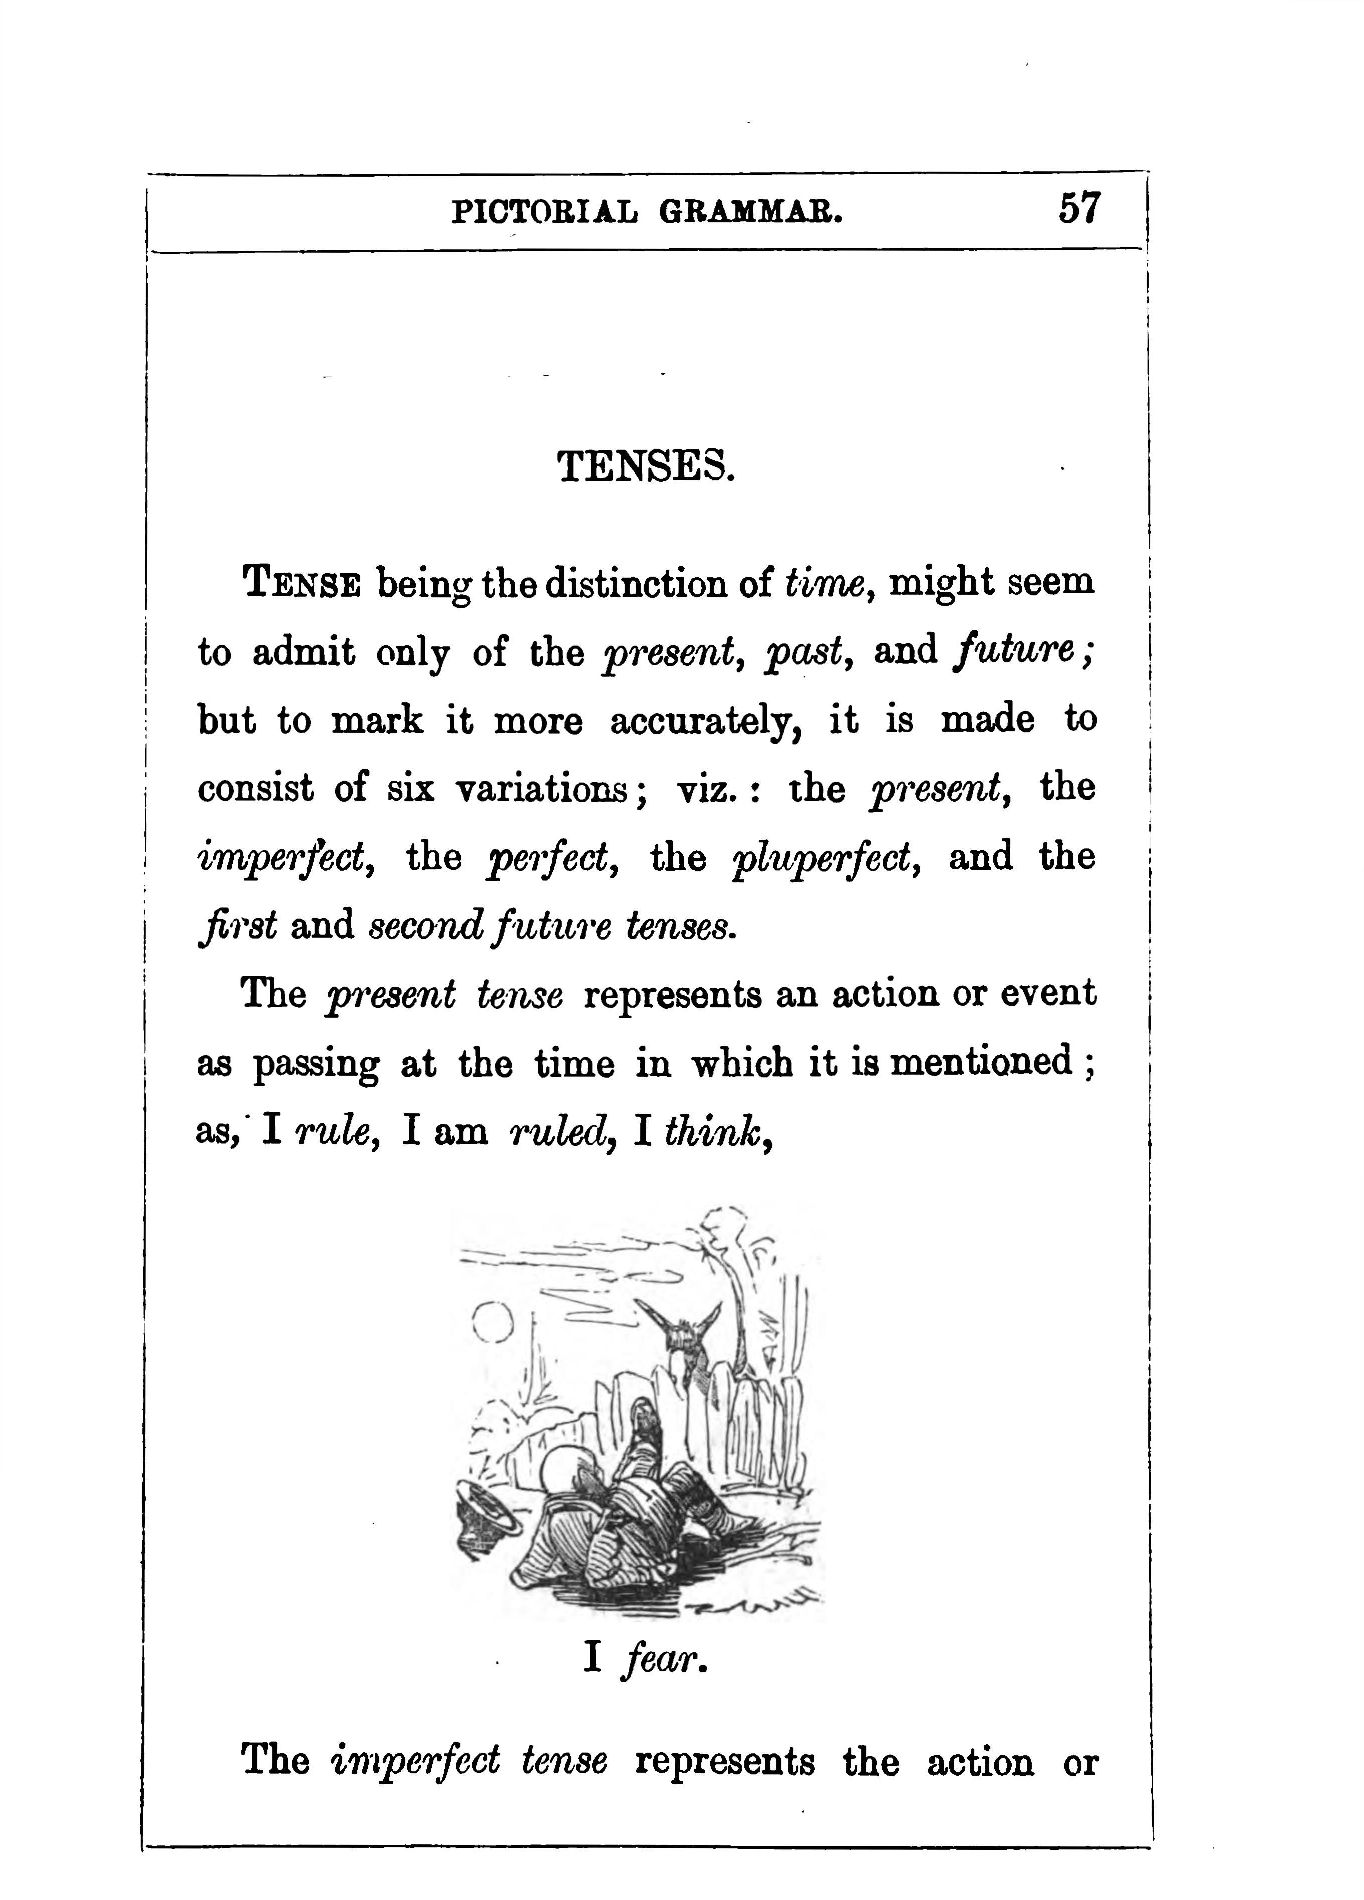 PICTORIAL GRAMMAR. 57
TENSES.
TENSE being the distinction of time, might seem
to admit only of the present, past, and future;
but to mark it more accurately, it is made to
consist of six variations; viz.: the present, the
imperfect, the perfect, the pluperfect, and the
first and second future tenses.
The present tense represents an action or event
as passing at the time in which it is mentioned;
as, I rule, I am ruled, I think,
I fear.
The imperfect tense represents the action or